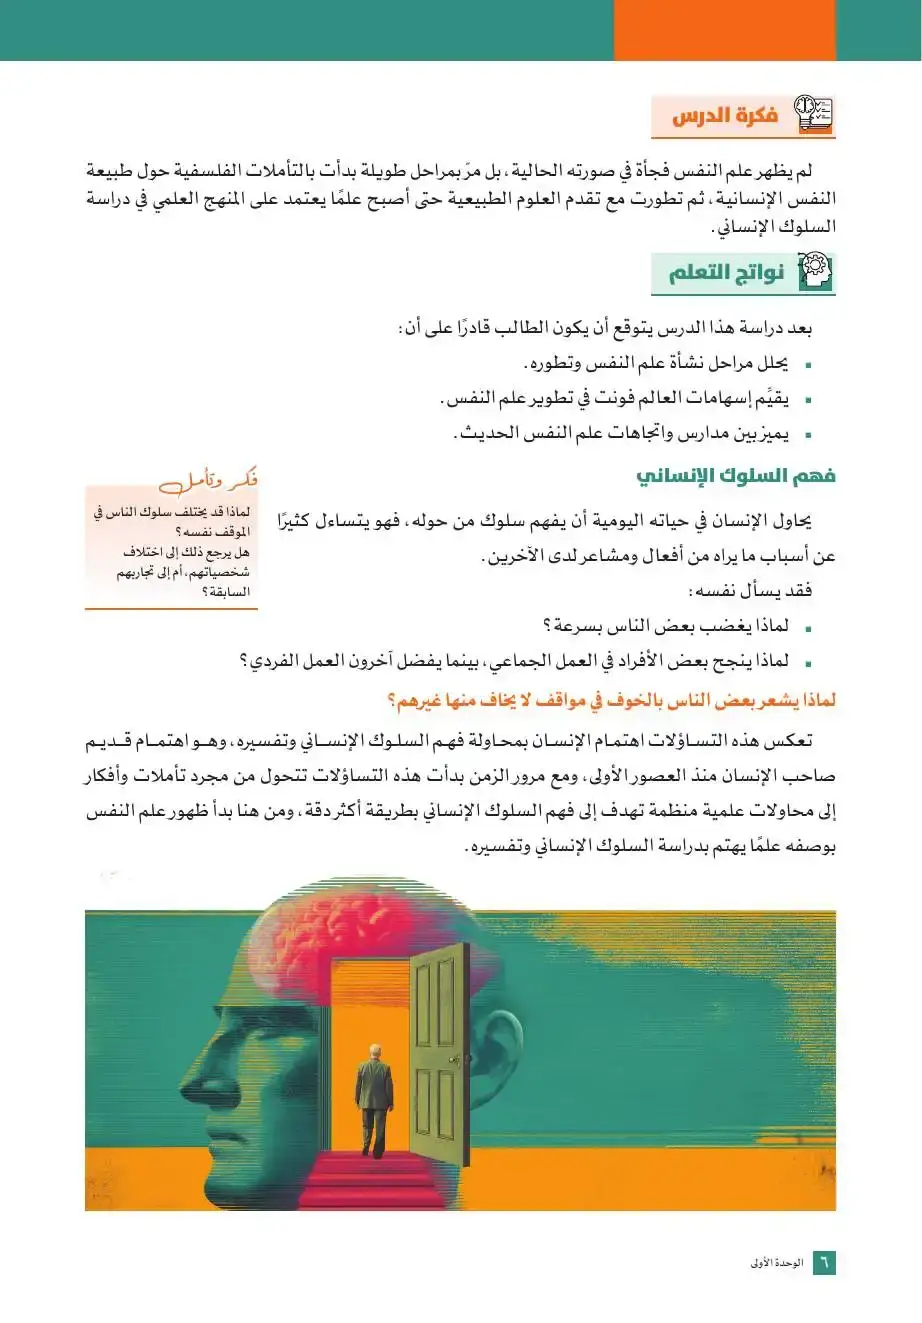 فكرة الدرس
لم يظهر علم النفس فجأة في صورته الحالية، بل مرّ بمراحل طويلة بدأت بالتأملات الفلسفية حول طبيعة
النفس الإنسانية، ثم تطورت مع تقدم العلوم الطبيعية حتى أصبح علمًا يعتمد على المنهج العلمي في دراسة
السلوك الإنساني.
نواتج التعلم
بعد دراسة هذا الدرس يتوقع أن يكون الطالب قادرًا على أن:
▪ يحلل مراحل نشأة علم النفس وتطوره.
▪ يقيِّم إسهامات العالم فونت في تطوير علم النفس.
▪ يميز بين مدارس واتجاهات علم النفس الحديث.
فهم السلوك الإنساني
يحاول الإنسان في حياته اليومية أن يفهم سلوك من حوله، فهو يتساءل كثيرًا
عن أسباب ما يراه من أفعال ومشاعر لدى الآخرين.
فقد يسأل نفسه:
▪ لماذا يغضب بعض الناس بسرعة؟
▪ لماذا ينجح بعض الأفراد في العمل الجماعي، بينما يفضل آخرون العمل الفردي؟
فكر وتأمل
لماذا قد يختلف سلوك الناس في
الموقف نفسه؟
هل يرجع ذلك إلى اختلاف
شخصياتهم، أم إلى تجاربهم
السابقة؟
لماذا يشعر بعض الناس بالخوف في مواقف لا يخاف منها غيرهم؟
تعكس هذه التساؤلات اهتمام الإنسان بمحاولة فهم السلوك الإنساني وتفسيره، وهو اهتمام قديم
صاحب الإنسان منذ العصور الأولى، ومع مرور الزمن بدأت هذه التساؤلات تتحول من مجرد تأملات وأفكار
إلى محاولات علمية منظمة تهدف إلى فهم السلوك الإنساني بطريقة أكثر دقة، ومن هنا بدأ ظهور علم النفس
بوصفه علمًا يهتم بدراسة السلوك الإنساني وتفسيره.
٦ الوحدة الأولى